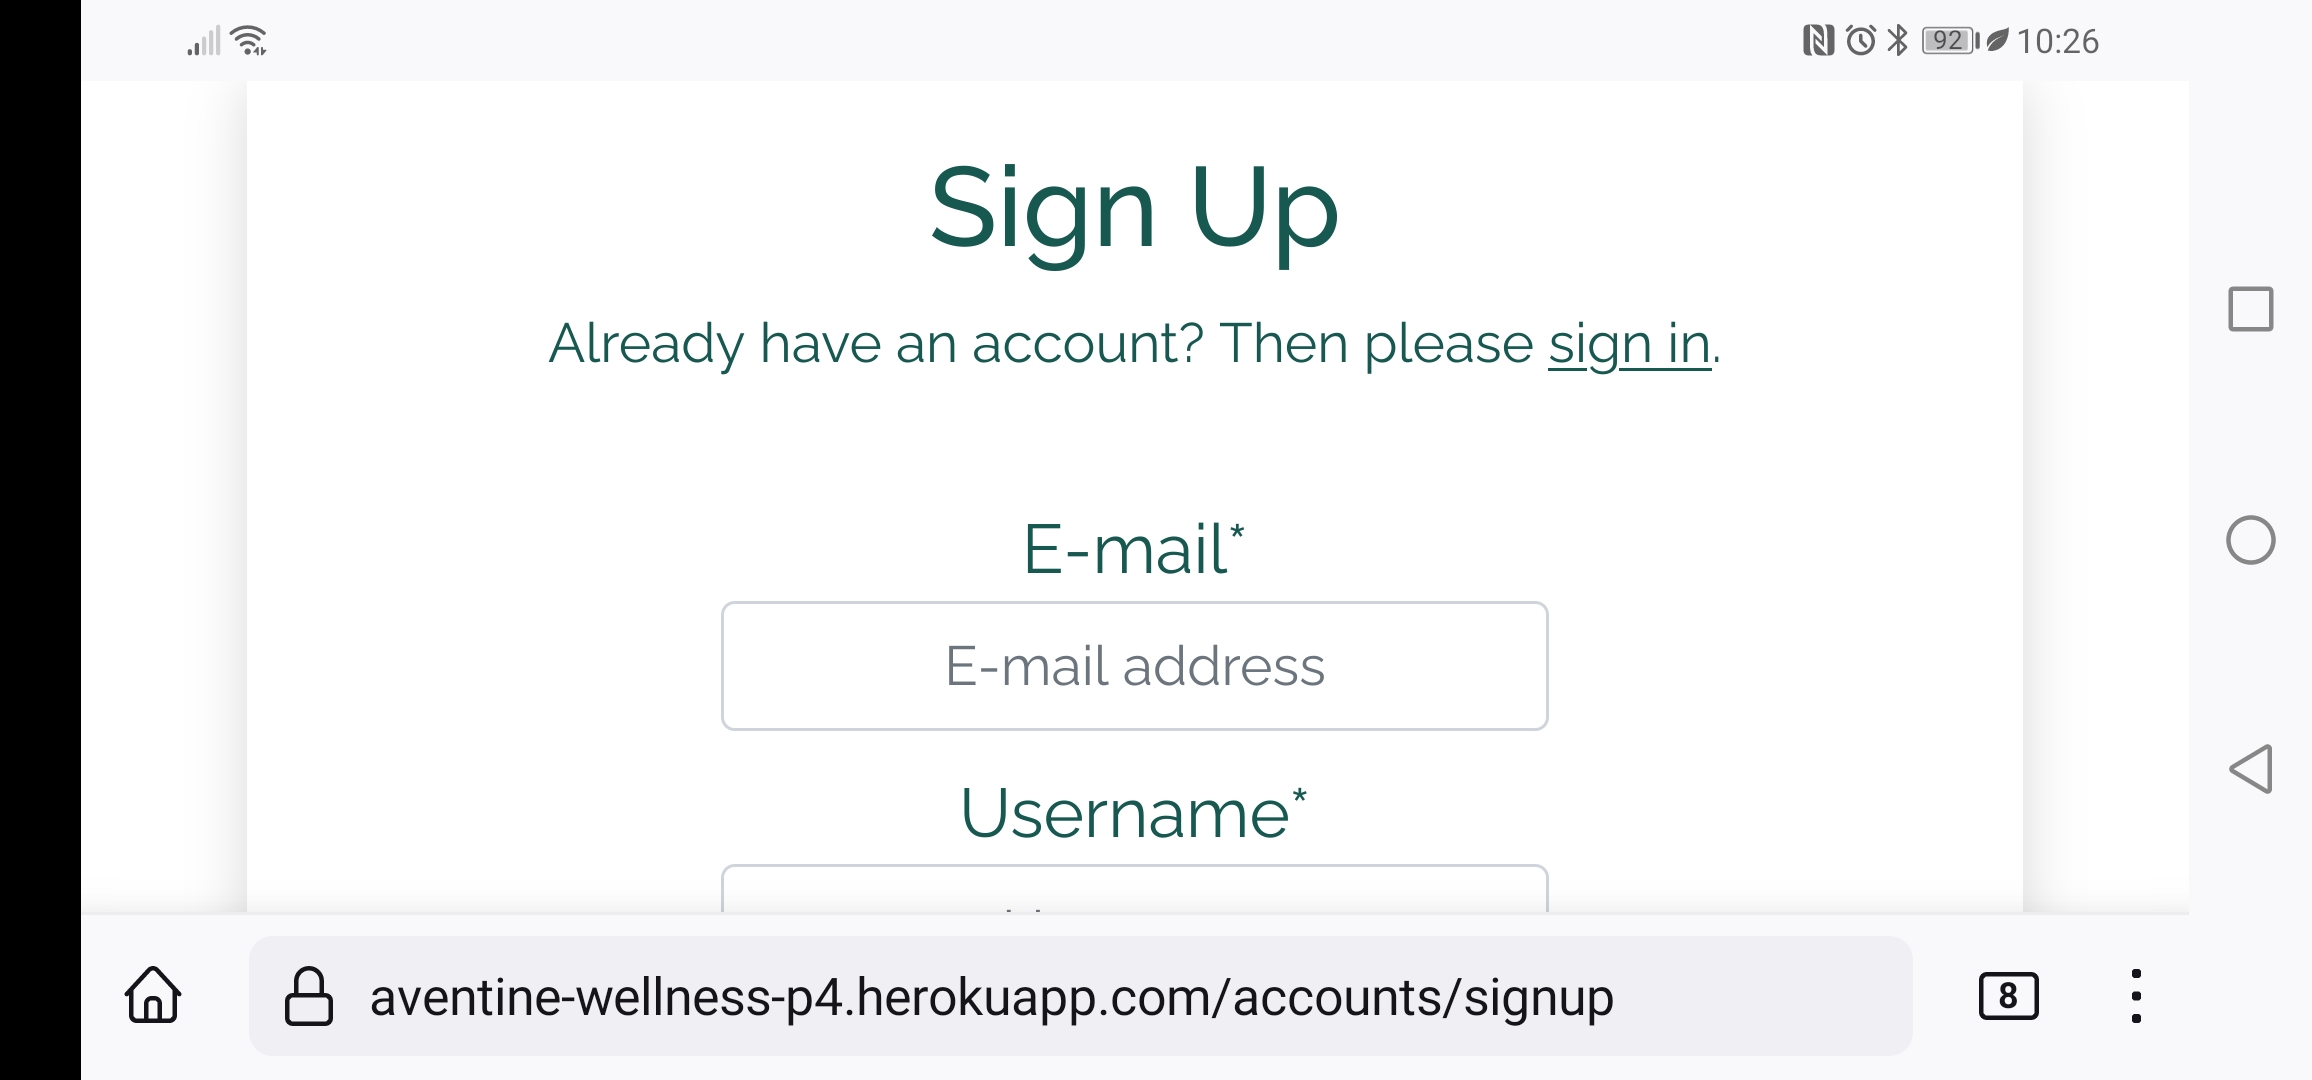 92 10:26
Sign Up
Already have an account? Then please sign in.
E-mail*
E-mail address
Username*
aventine-wellness-p4.herokuapp.com/accounts/signup
8